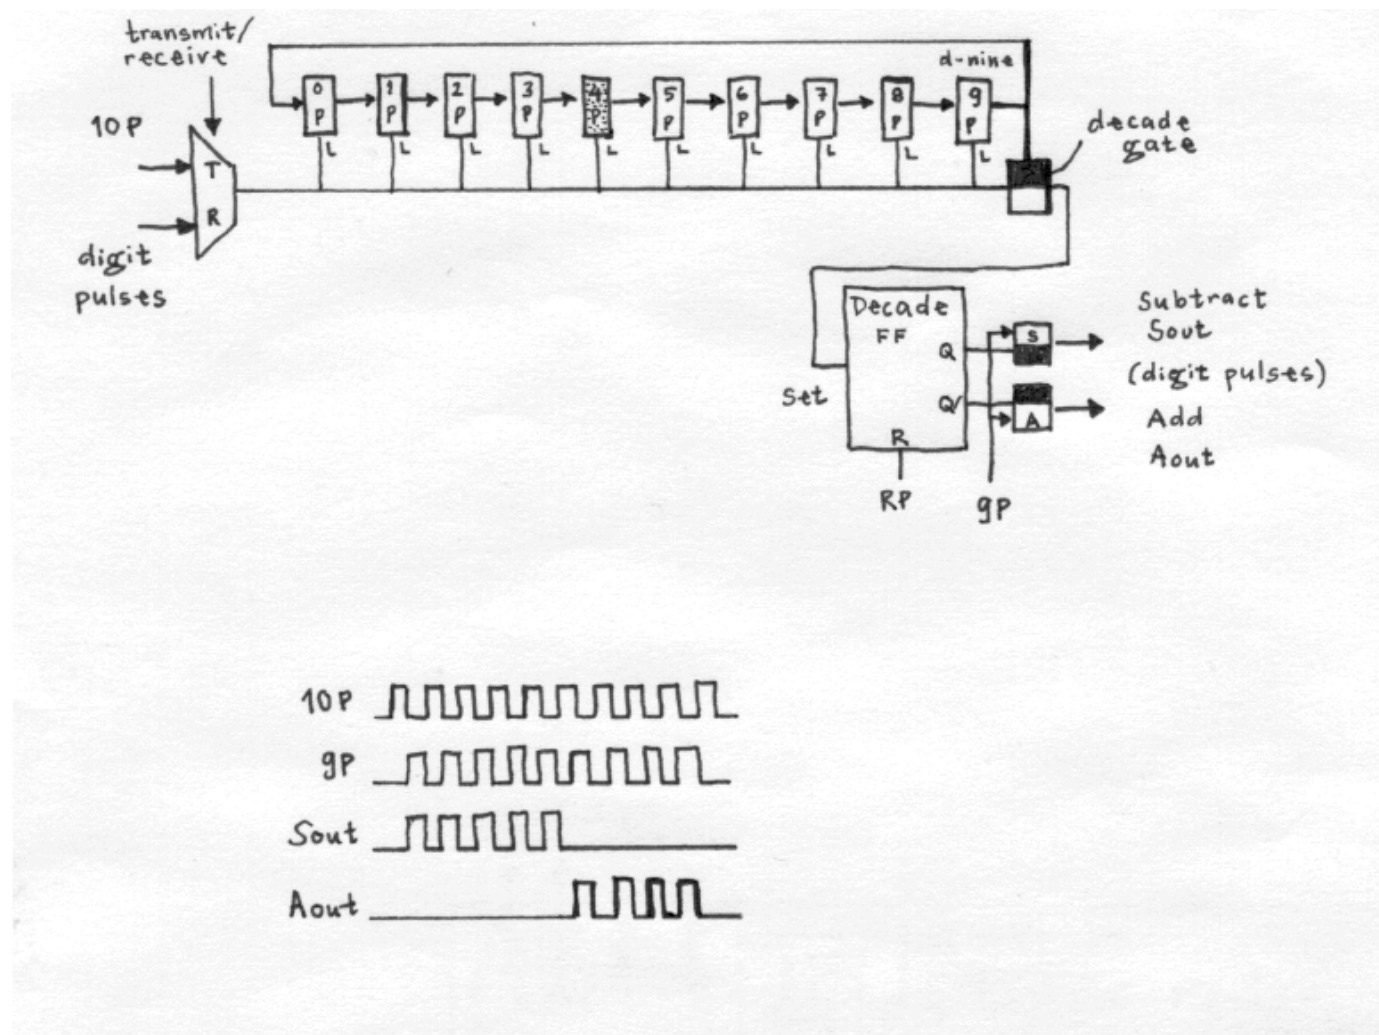 transmit/
receive
d-nine
0 1 2 3 4 5 6 7 8 9
P P P P P P P P P P
L L L L L L L L L L
10P
T
R
digit
pulses
decade
gate
Decade
FF
Set
Q
Q
R
RP
9P
S
A
Subtract
Sout
(digit pulses)
Add
Aout
10P
9P
Sout
Aout